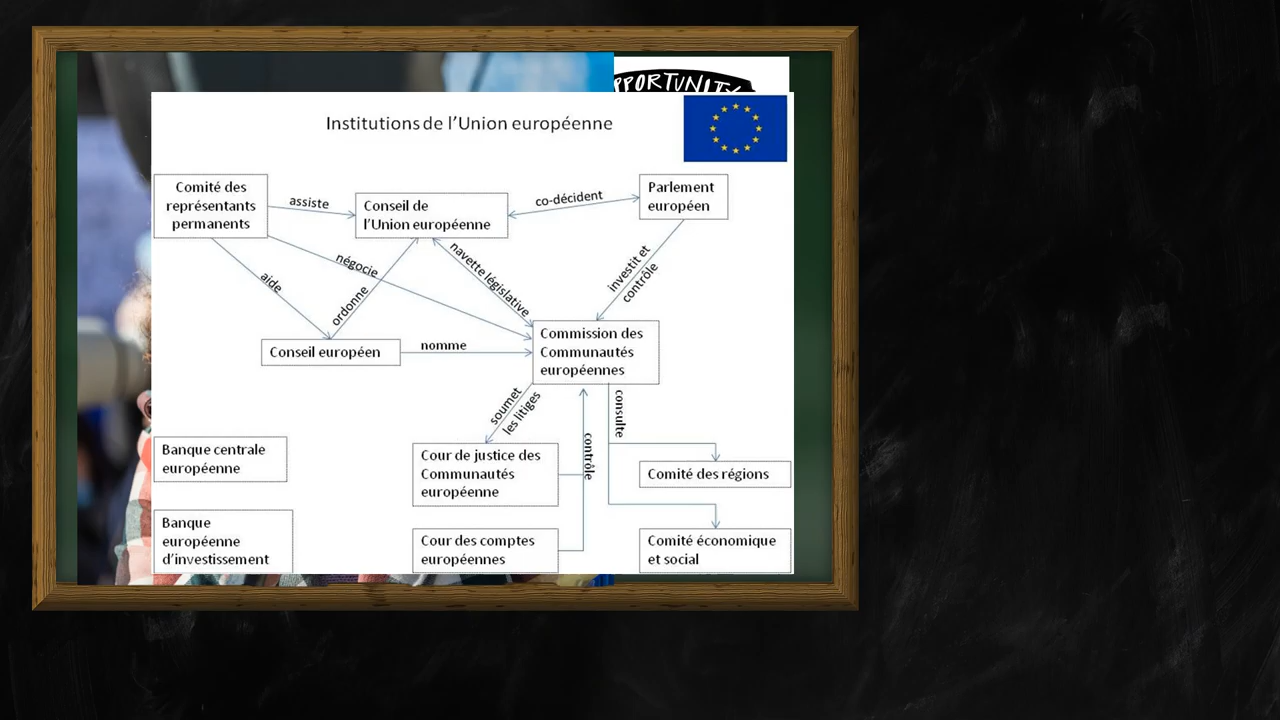 PPORTUNITY
Institutions de l'Union européenne
Comité des
représentants
permanents
assiste
Conseil de
l'Union européenne
co-décident
Parlement
européen
aide
négocie
ordonne
navette législative
investit et
contrôle
Conseil européen
nomme
Commission des
Communautés
européennes
soumet
les litiges
contrôle
consulte
Banque centrale
européenne
Cour de justice des
Communautés
européenne
Comité des régions
Banque
européenne
d'investissement
Cour des comptes
européennes
Comité économique
et social